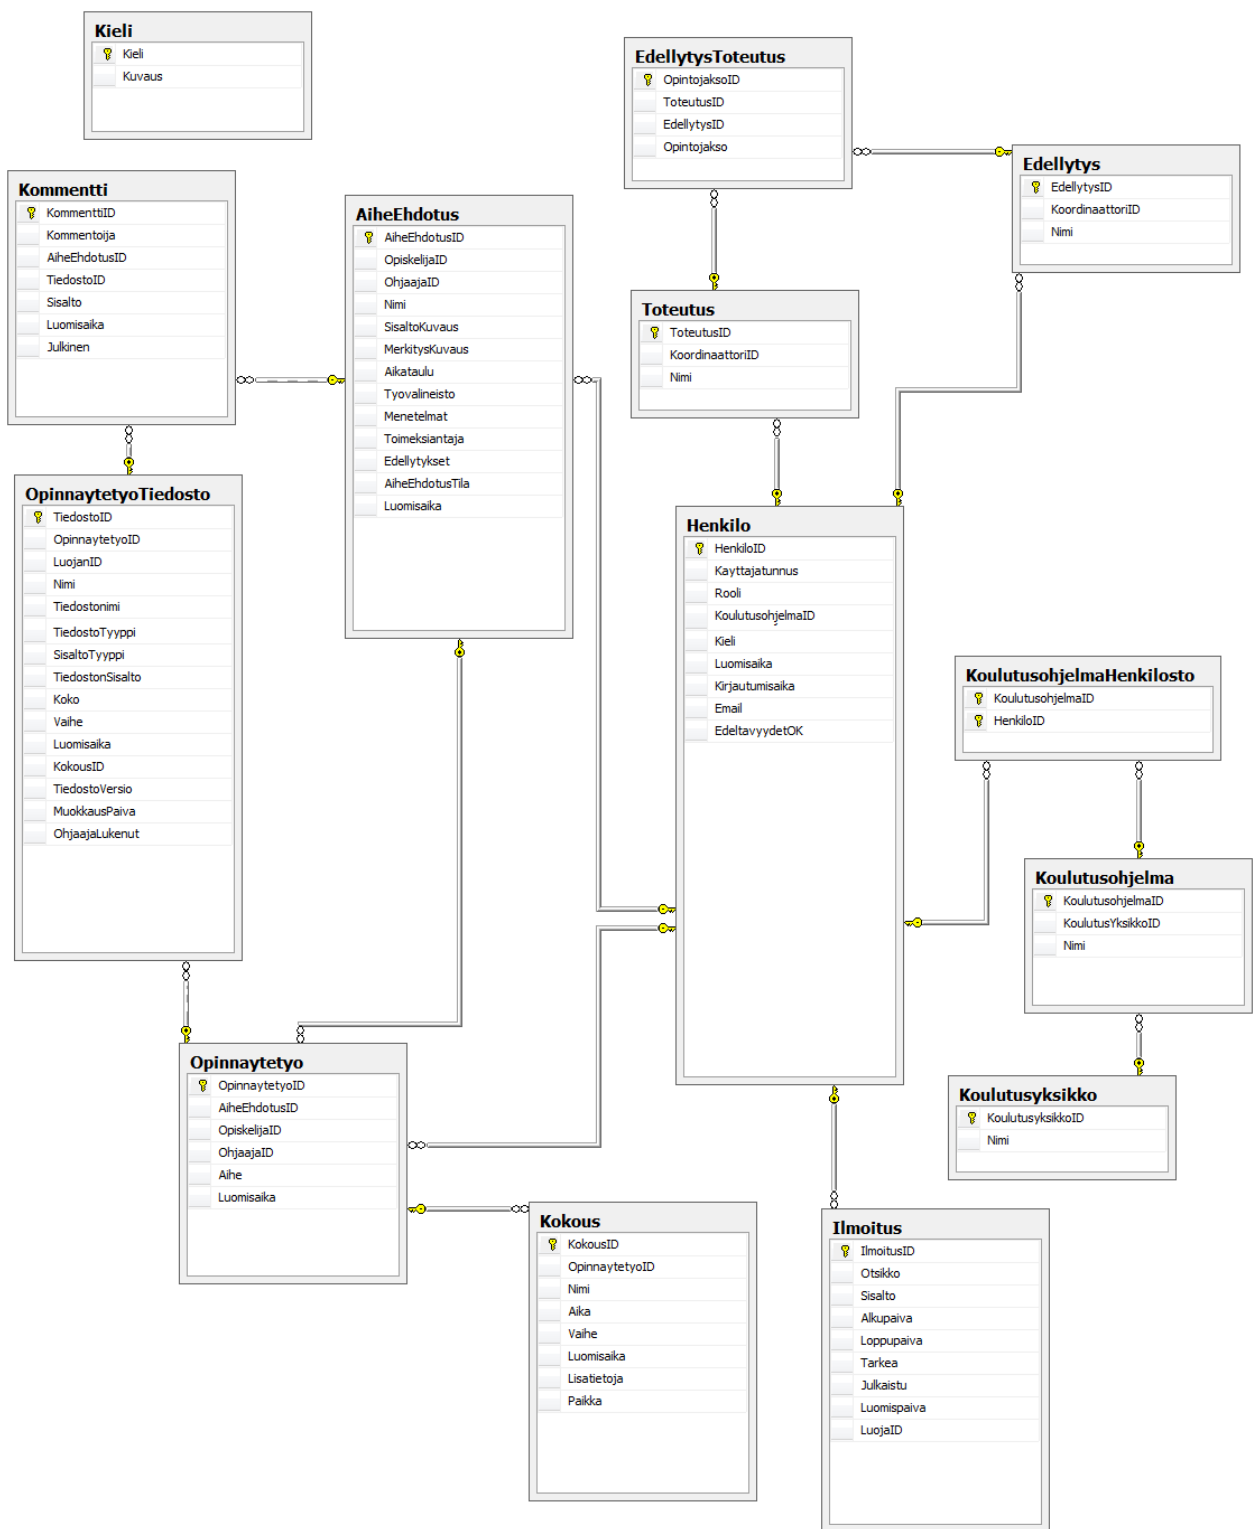 Kieli
Kieli
Kuvaus
EdellytysToteutus
OpintojaksoID
ToteutusID
EdellytysID
Opintojakso
Edellytys
EdellytysID
KoordinaattoriID
Nimi
Kommentti
KommenttiID
Kommentoija
AiheEhdotusID
TiedostoID
Sisalto
Luomisaika
Julkinen
AiheEhdotus
AiheEhdotusID
OpiskelijaID
OhjaajaID
Nimi
SisaltoKuvaus
MerkitysKuvaus
Aikataulu
Tyovalineisto
Menetelmat
Toimeksiantaja
Edellytykset
AiheEhdotusTila
Luomisaika
Toteutus
ToteutusID
KoordinaattoriID
Nimi
OpinnaytetyoTiedosto
TiedostoID
OpinnaytetyoID
LuojanID
Nimi
Tiedostonimi
TiedostoTyyppi
SisaltoTyyppi
TiedostonSisalto
Koko
Vaihe
Luomisaika
KokousID
TiedostoVersio
MuokkausPaiva
OhjaajaLukenut
Henkilo
HenkiloID
Kayttajatunnus
Rooli
KoulutusohjelmaID
Kieli
Luomisaika
Kirjautumisaika
Email
EdeltavyydetOK
KoulutusohjelmaHenkilosto
KoulutusohjelmaID
HenkiloID
Koulutusohjelma
KoulutusohjelmaID
KoulutusYksikkoID
Nimi
Opinnaytetyo
OpinnaytetyoID
AiheEhdotusID
OpiskelijaID
OhjaajaID
Aihe
Luomisaika
Koulutusyksikko
KoulutusyksikkoID
Nimi
Kokous
KokousID
OpinnaytetyoID
Nimi
Aika
Vaihe
Luomisaika
Lisatietoja
Paikka
Ilmoitus
IlmoitusID
Otsikko
Sisalto
Alkupaiva
Loppupaiva
Tarkea
Julkaistu
Luomispaiva
LuojaID